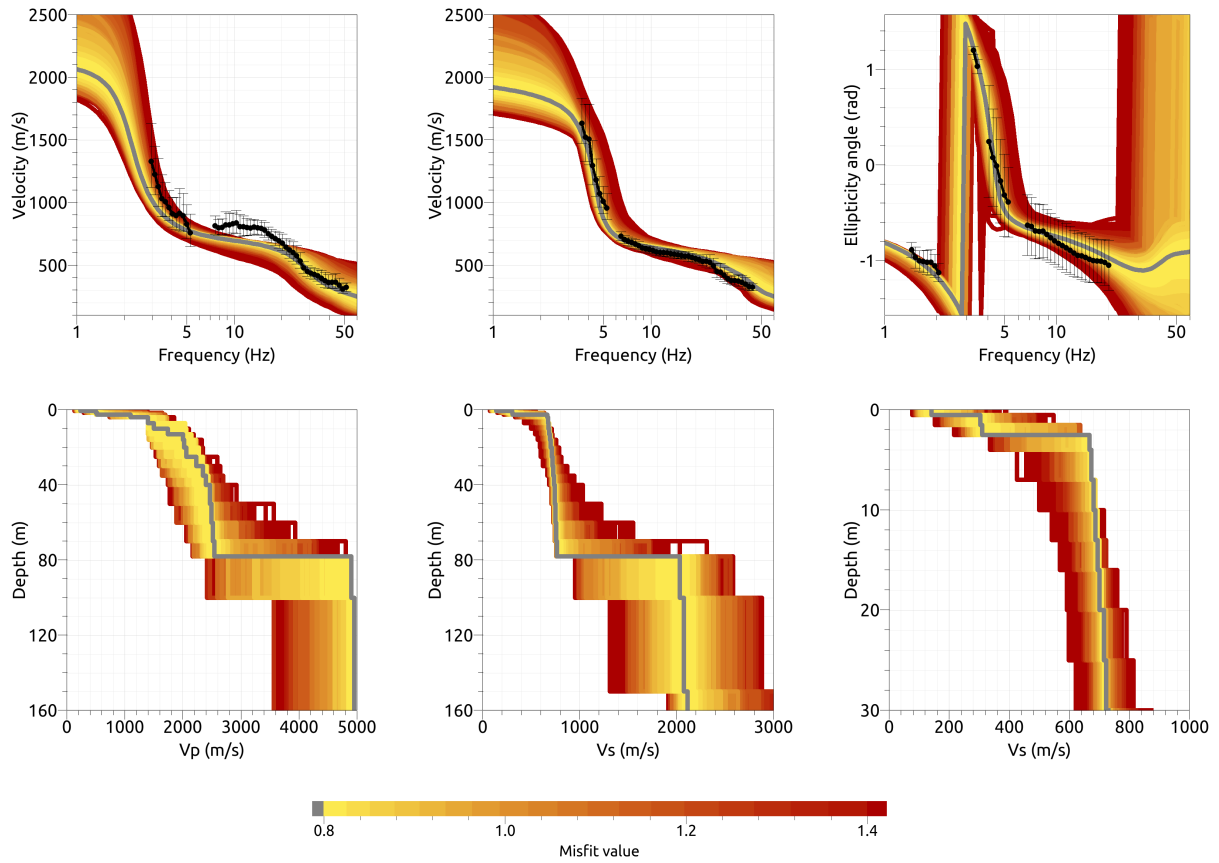 2500
2000
1500
1000
500
Velocity (m/s)
1 5 10 50
Frequency (Hz)
2500
2000
1500
1000
500
Velocity (m/s)
1 5 10 50
Frequency (Hz)
1
0
-1
Ellipticity angle (rad)
1 5 10 50
Frequency (Hz)
0
40
80
120
160
Depth (m)
0 1000 2000 3000 4000 5000
Vp (m/s)
0
40
80
120
160
Depth (m)
0 1000 2000 3000
Vs (m/s)
0
10
20
30
Depth (m)
0 200 400 600 800 1000
Vs (m/s)
0.8 1.0 1.2 1.4
Misfit value